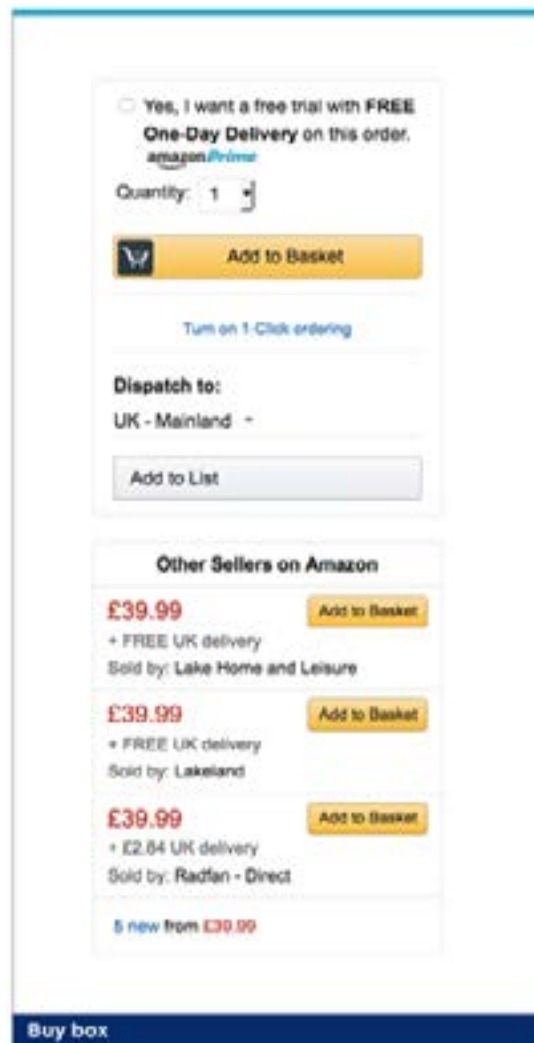 Yes, I want a free trial with FREE
One-Day Delivery on this order.
amazonPrime
Quantity: 1
Add to Basket
Turn on 1-Click ordering
Dispatch to:
UK - Mainland
Add to List
Other Sellers on Amazon
£39.99 Add to Basket
+ FREE UK delivery
Sold by: Lake Home and Leisure
£39.99 Add to Basket
+ FREE UK delivery
Sold by: Lakeland
£39.99 Add to Basket
+ £2.84 UK delivery
Sold by: Radfan - Direct
5 new from £39.99
Buy box